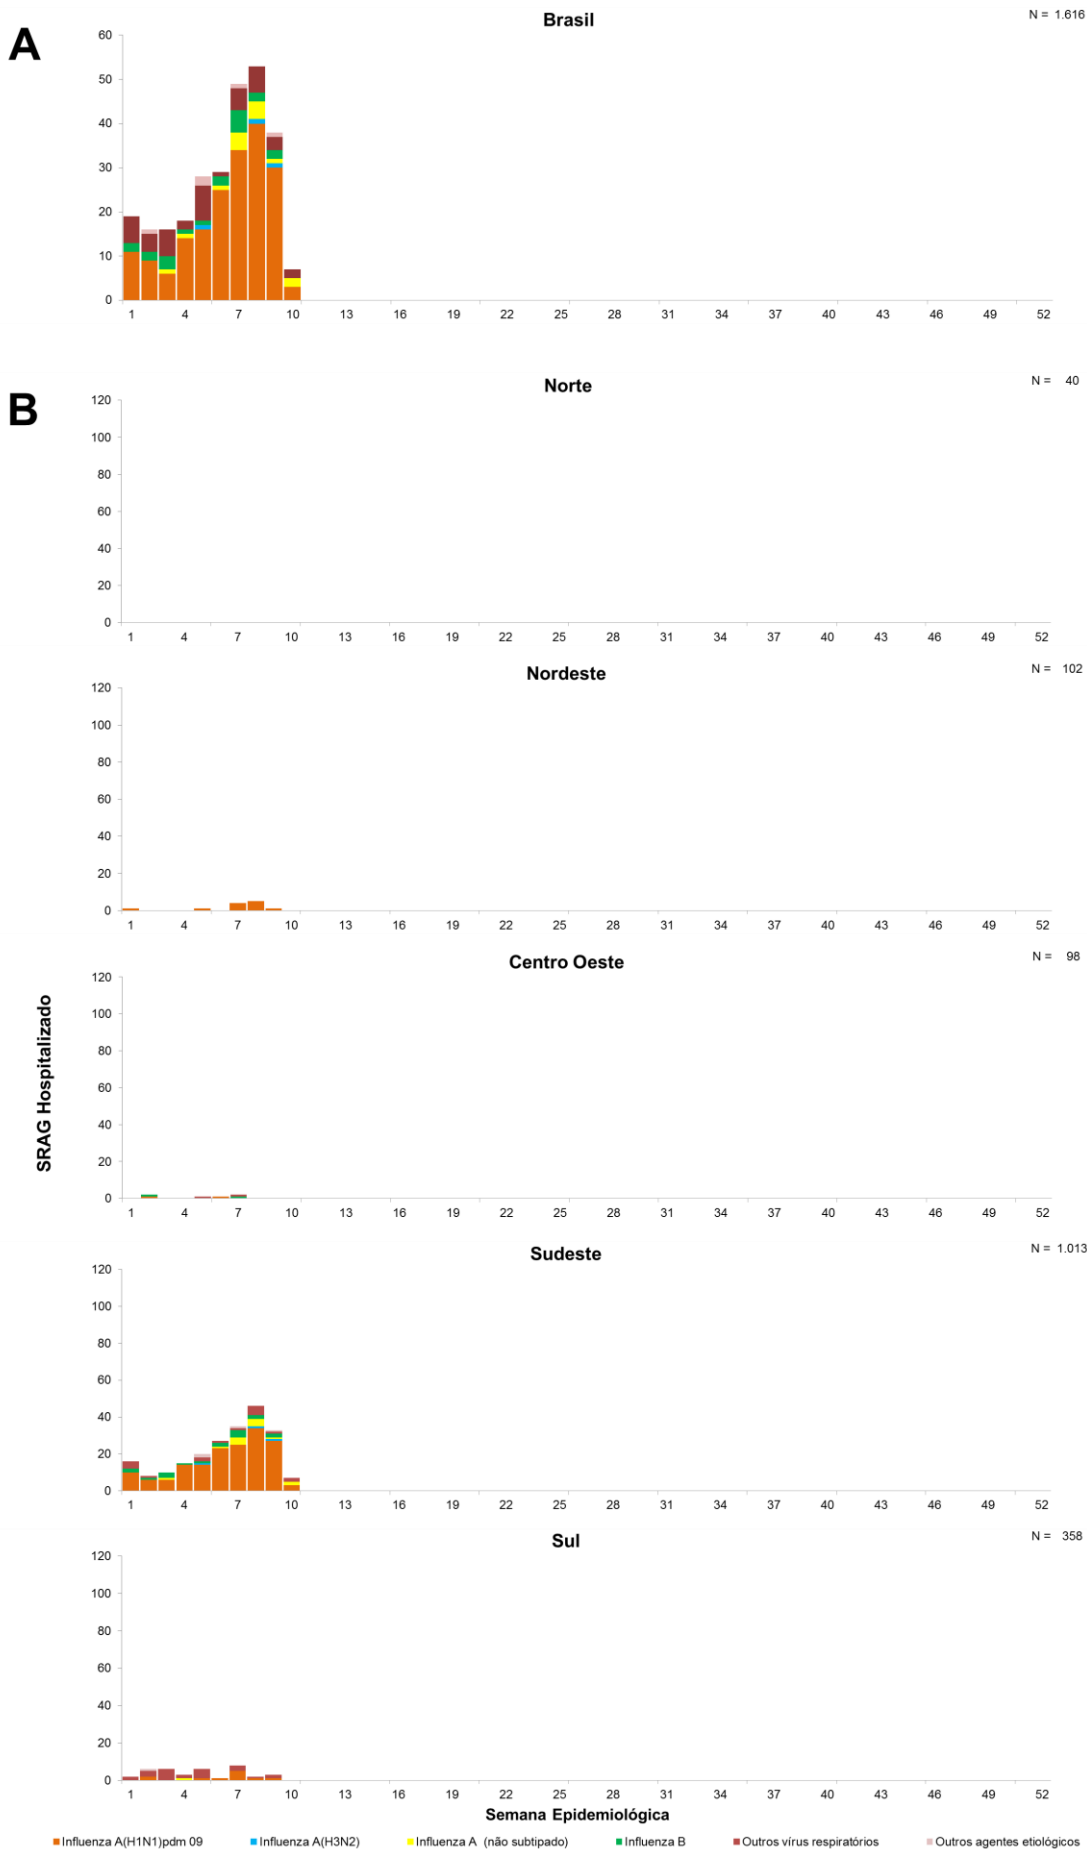 A
Brasil
N = 1.616
60
50
40
30
20
10
0
1 4 7 10 13 16 19 22 25 28 31 34 37 40 43 46 49 52
B
Norte
N = 40
120
100
80
60
40
20
0
1 4 7 10 13 16 19 22 25 28 31 34 37 40 43 46 49 52
Nordeste
N = 102
120
100
80
60
40
20
0
1 4 7 10 13 16 19 22 25 28 31 34 37 40 43 46 49 52
Centro Oeste
N = 98
SRAG Hospitalizado
120
100
80
60
40
20
0
1 4 7 10 13 16 19 22 25 28 31 34 37 40 43 46 49 52
Sudeste
N = 1.013
120
100
80
60
40
20
0
1 4 7 10 13 16 19 22 25 28 31 34 37 40 43 46 49 52
Sul
N = 358
120
100
80
60
40
20
0
1 4 7 10 13 16 19 22 25 28 31 34 37 40 43 46 49 52
Semana Epidemiológica
Influenza A(H1N1)pdm 09 Influenza A(H3N2) Influenza A (não subtipado) Influenza B Outros vírus respiratórios Outros agentes etiológicos